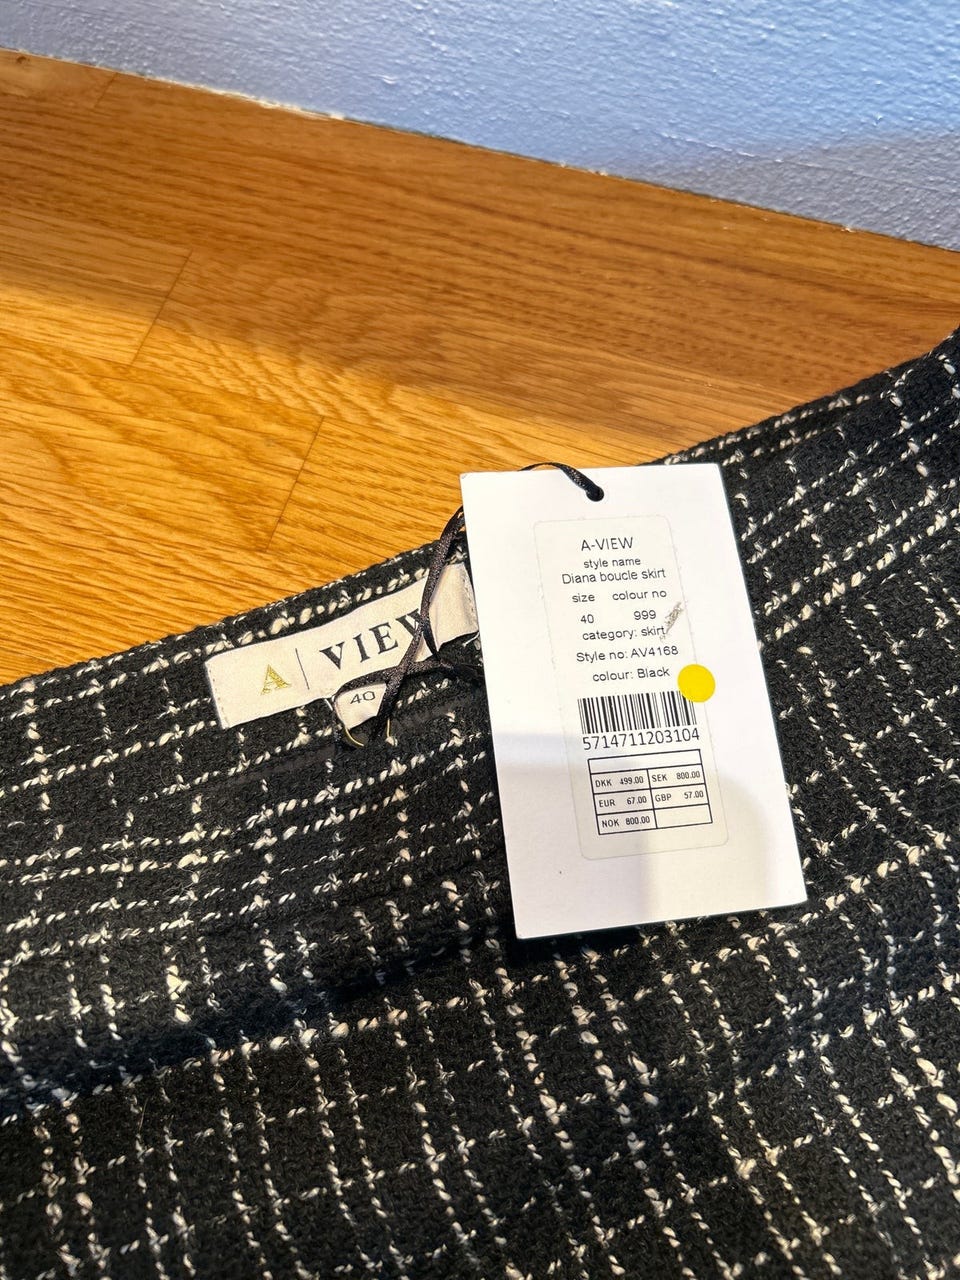 A-VIEW
style name
Diana boucle skirt
size colour no
40 999
category: skirt
Style no: AV4168
colour: Black
5714711203104
DKK 499.00 SEK 800.00
EUR 67.00 GBP 57.00
NOK 800.00
A VIEW
40